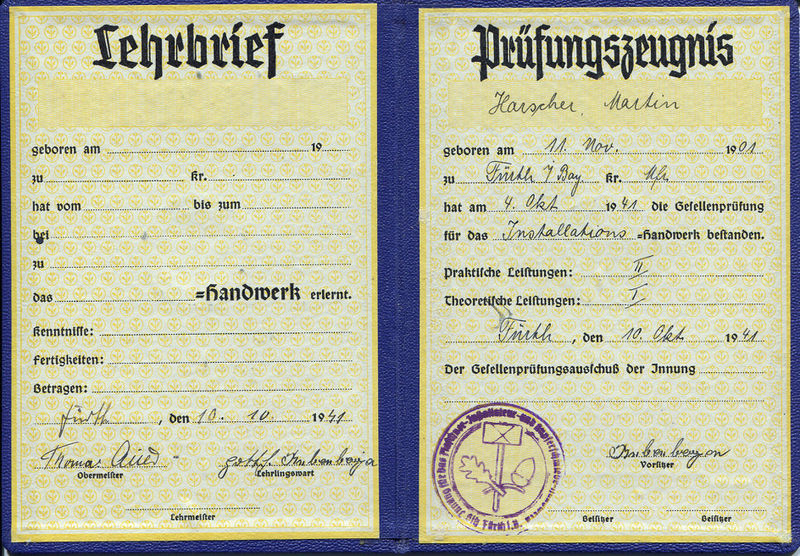 Lehrbrief
geboren am 19
zu Kr.
hat vom bis zum
bei
zu
das =Handwerk erlernt.
Kenntnisse:
Fertigkeiten:
Betragen:
Fürth, den 10. 10. 1941
Thoma
Obermeister Lehrlingswart
Lehrmeister
Prüfungszeugnis
Harscher, Martin
geboren am 11. Nov. 1901
zu Fürth i/Bay. Kr. Mfr.
hat am 4. Okt 1941 die Gesellenprüfung
für das Installations =Handwerk bestanden.
Praktische Leistungen: II
Theoretische Leistungen: I
Fürth, den 10. Okt. 1941
Der Gesellenprüfungsausschuß der Innung
Vorsitzer
Beisitzer Beisitzer